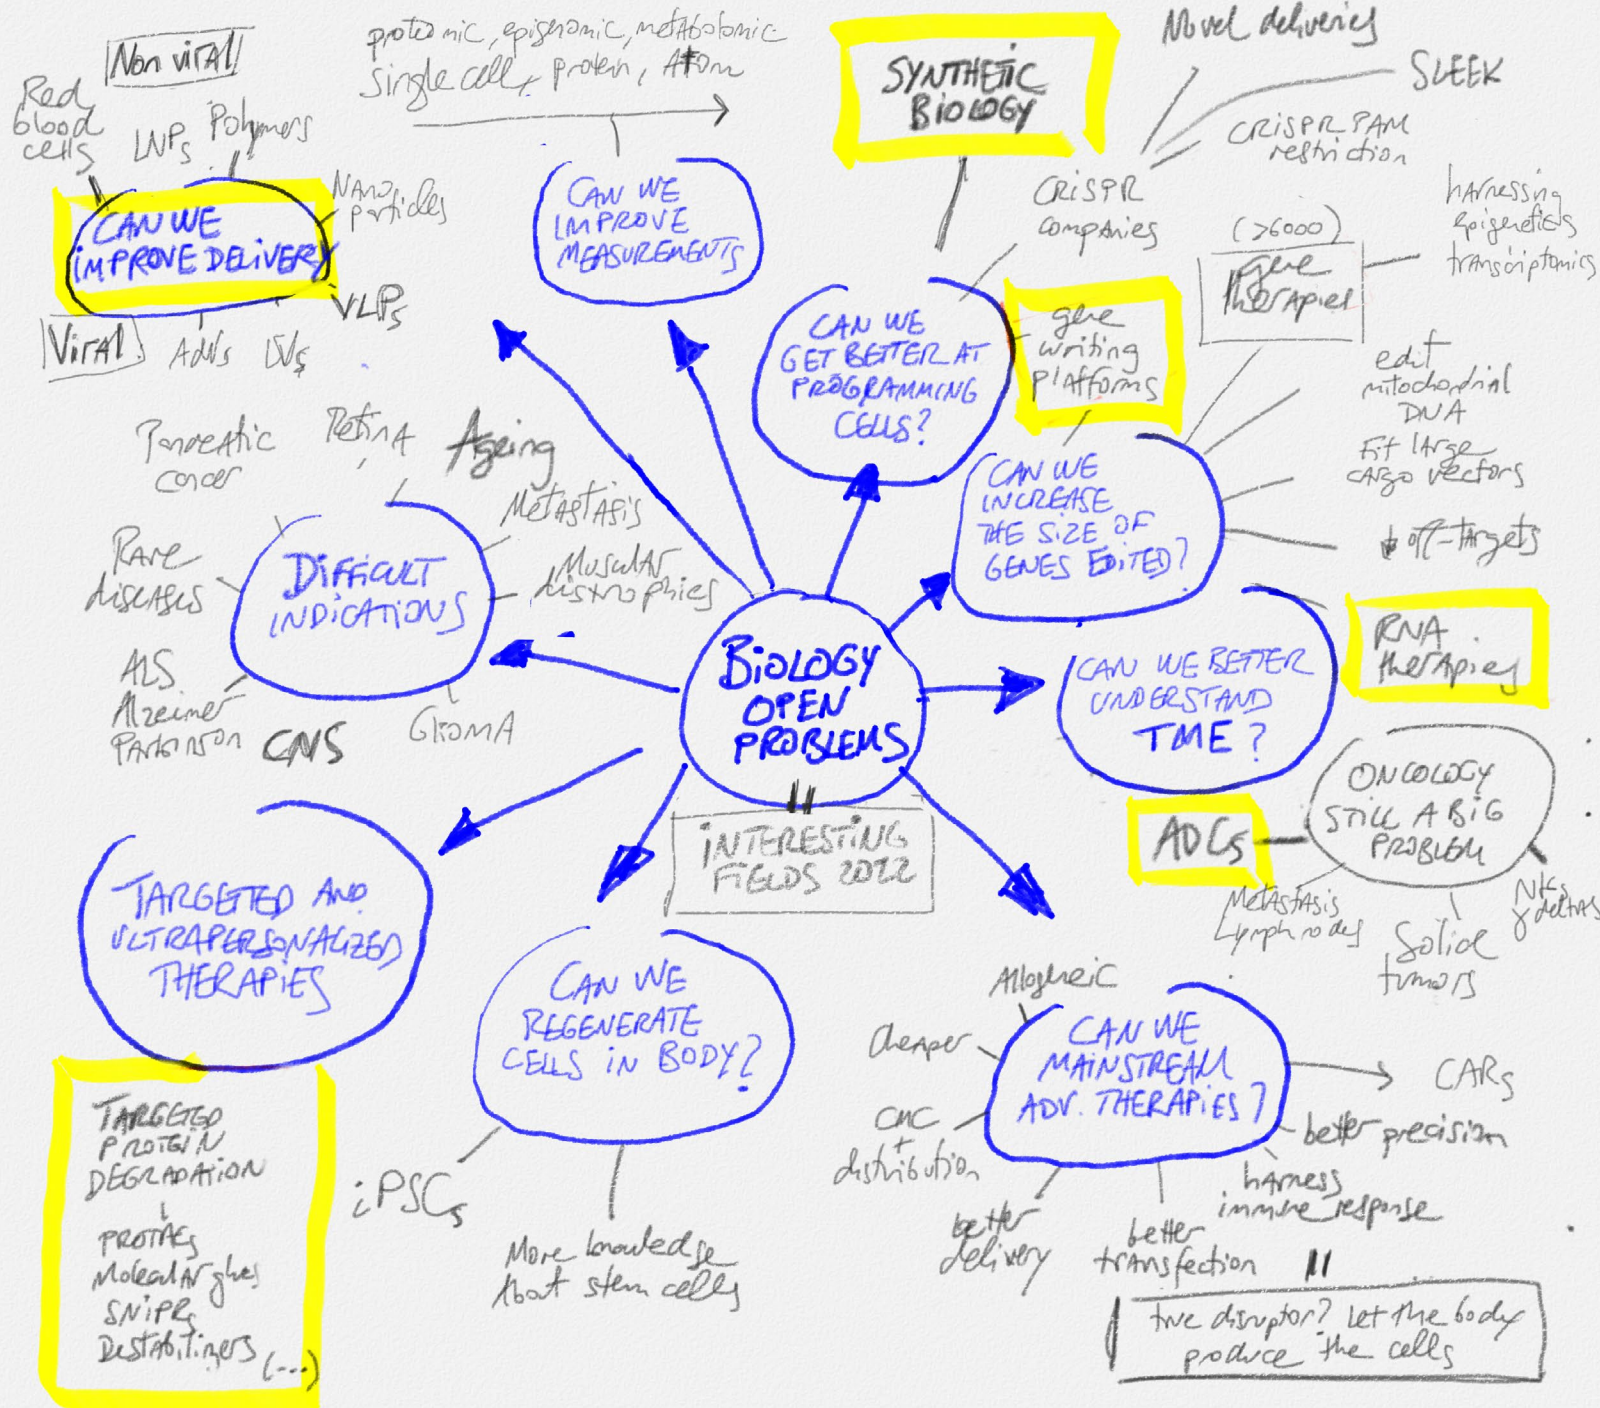 Non viral
Red
blood
cells
LNPs
Polymers
NANO
particles
CAN WE
IMPROVE DELIVERY
VLPs
Viral
AAVs
LVs
proteomic, epigenomic, metabolomic
single cell, protein, Atom
CAN WE
IMPROVE
MEASUREMENTS
SYNTHETIC
BIOLOGY
Novel deliveries
SLEEK
CRISPR PAM
restriction
CRISPR
companies
CAN WE
GET BETTER AT
PROGRAMMING
CELLS?
gene
writing
platforms
(>6000)
gene
therapies
harnessing
epigenetics
transcriptomics
edit
mitochondrial
DNA
Fit large
cargo vectors
↓ off-targets
CAN WE
INCREASE
THE SIZE OF
GENES EDITED?
Pancreatic
cancer
Retina
Ageing
Metastasis
Muscular
distrophies
Rare
diseases
DIFFICULT
INDICATIONS
ALS
Alzeimer
Parkinson
CNS
GLIOMA
BIOLOGY
OPEN
PROBLEMS
INTERESTING
FIELDS 2022
CAN WE BETTER
UNDERSTAND
TME?
RNA
therapies
ONCOLOGY
STILL A BIG
PROBLEM
ADCs
Metastasis
Lymph nodes
Solid
tumors
NKs
γ deltas
TARGETTED AND
ULTRAPERSONALIZED
THERAPIES
TARGETED
PROTEIN
DEGRADATION
PROTACs
Molecular glues
SNIPRs
Destabilizers
(...)
CAN WE
REGENERATE
CELLS IN BODY?
iPSCs
More knowledge
About stem cells
Allogneic
Cheaper
CMC
+
distribution
CAN WE
MAINSTREAM
ADV. THERAPIES?
CARs
better precision
harness
immune response
better
delivery
better
transfection
true disruptor? Let the body
produce the cells